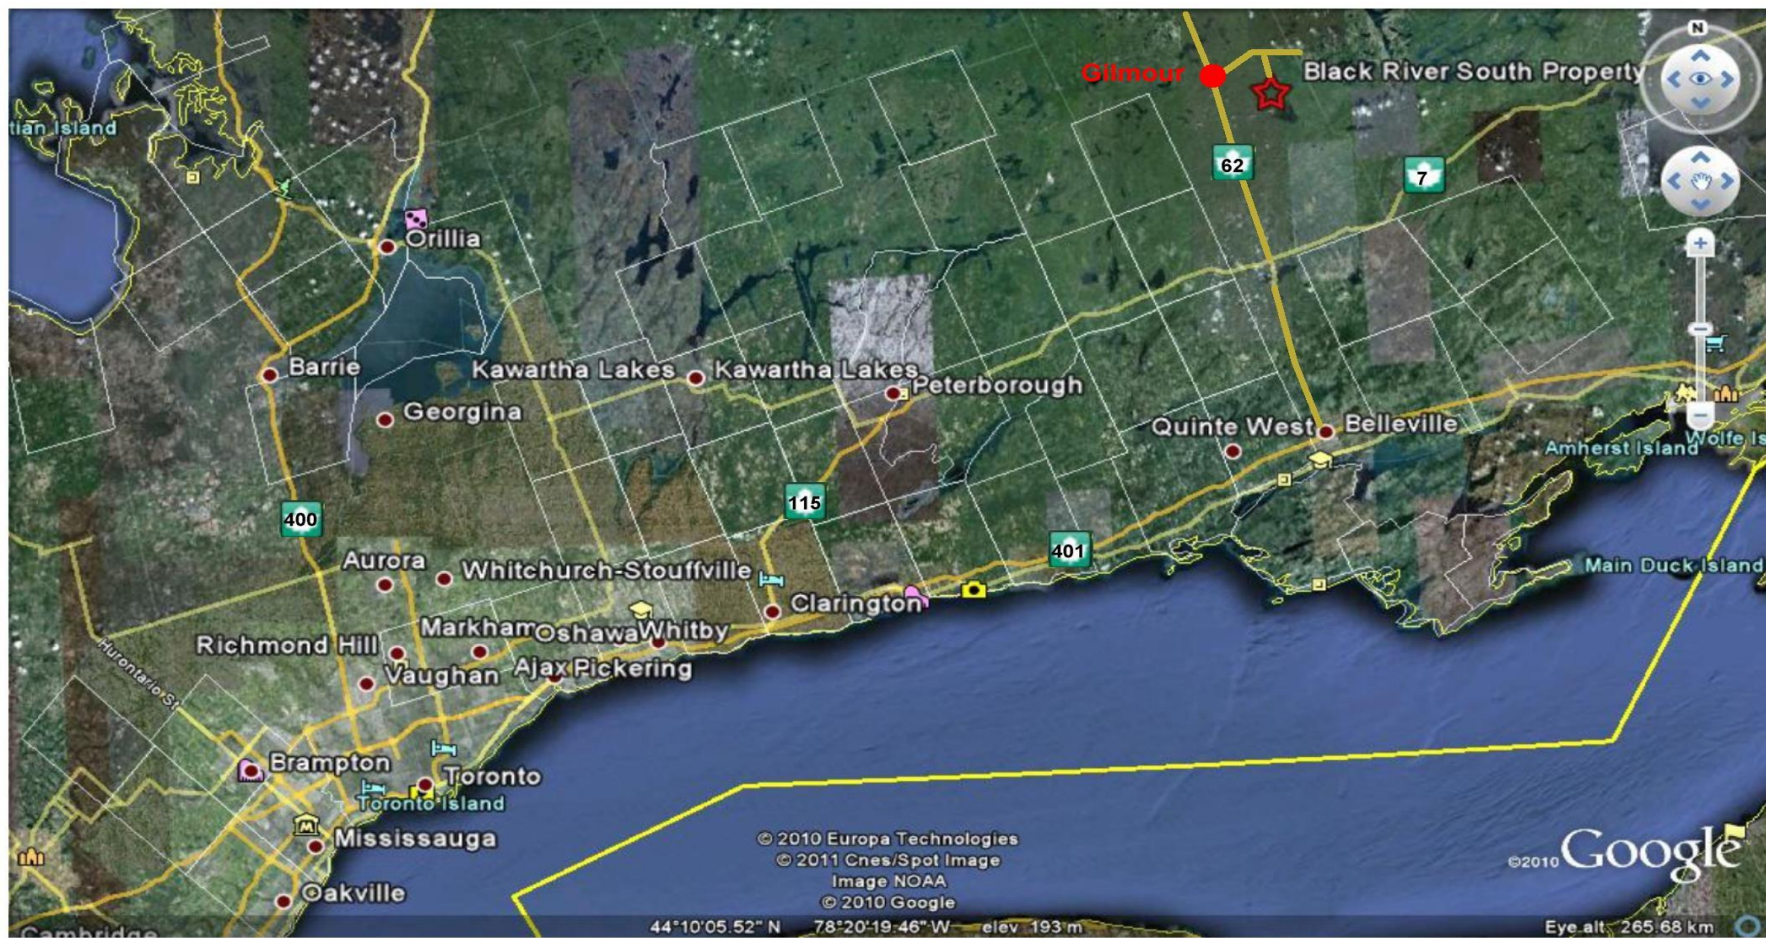 N
Gilmour
Black River South Property
tian Island
62
7
Orillia
Barrie
Kawartha Lakes
Kawartha Lakes
Peterborough
Georgina
Quinte West
Belleville
Amherst Island
Wolfe Is
400
115
401
Aurora
Whitchurch-Stouffville
Main Duck Island
Clarington
Richmond Hill
Markham
Oshawa
Whitby
Hurontario St
Vaughan
Ajax
Pickering
Brampton
Toronto
Toronto Island
M
Mississauga
Oakville
Cambridge
© 2010 Europa Technologies
© 2011 Cnes/Spot Image
Image NOAA
© 2010 Google
©2010 Google
44°10'05.52" N 78°20'19.46" W elev 193 m
Eye alt 265.68 km